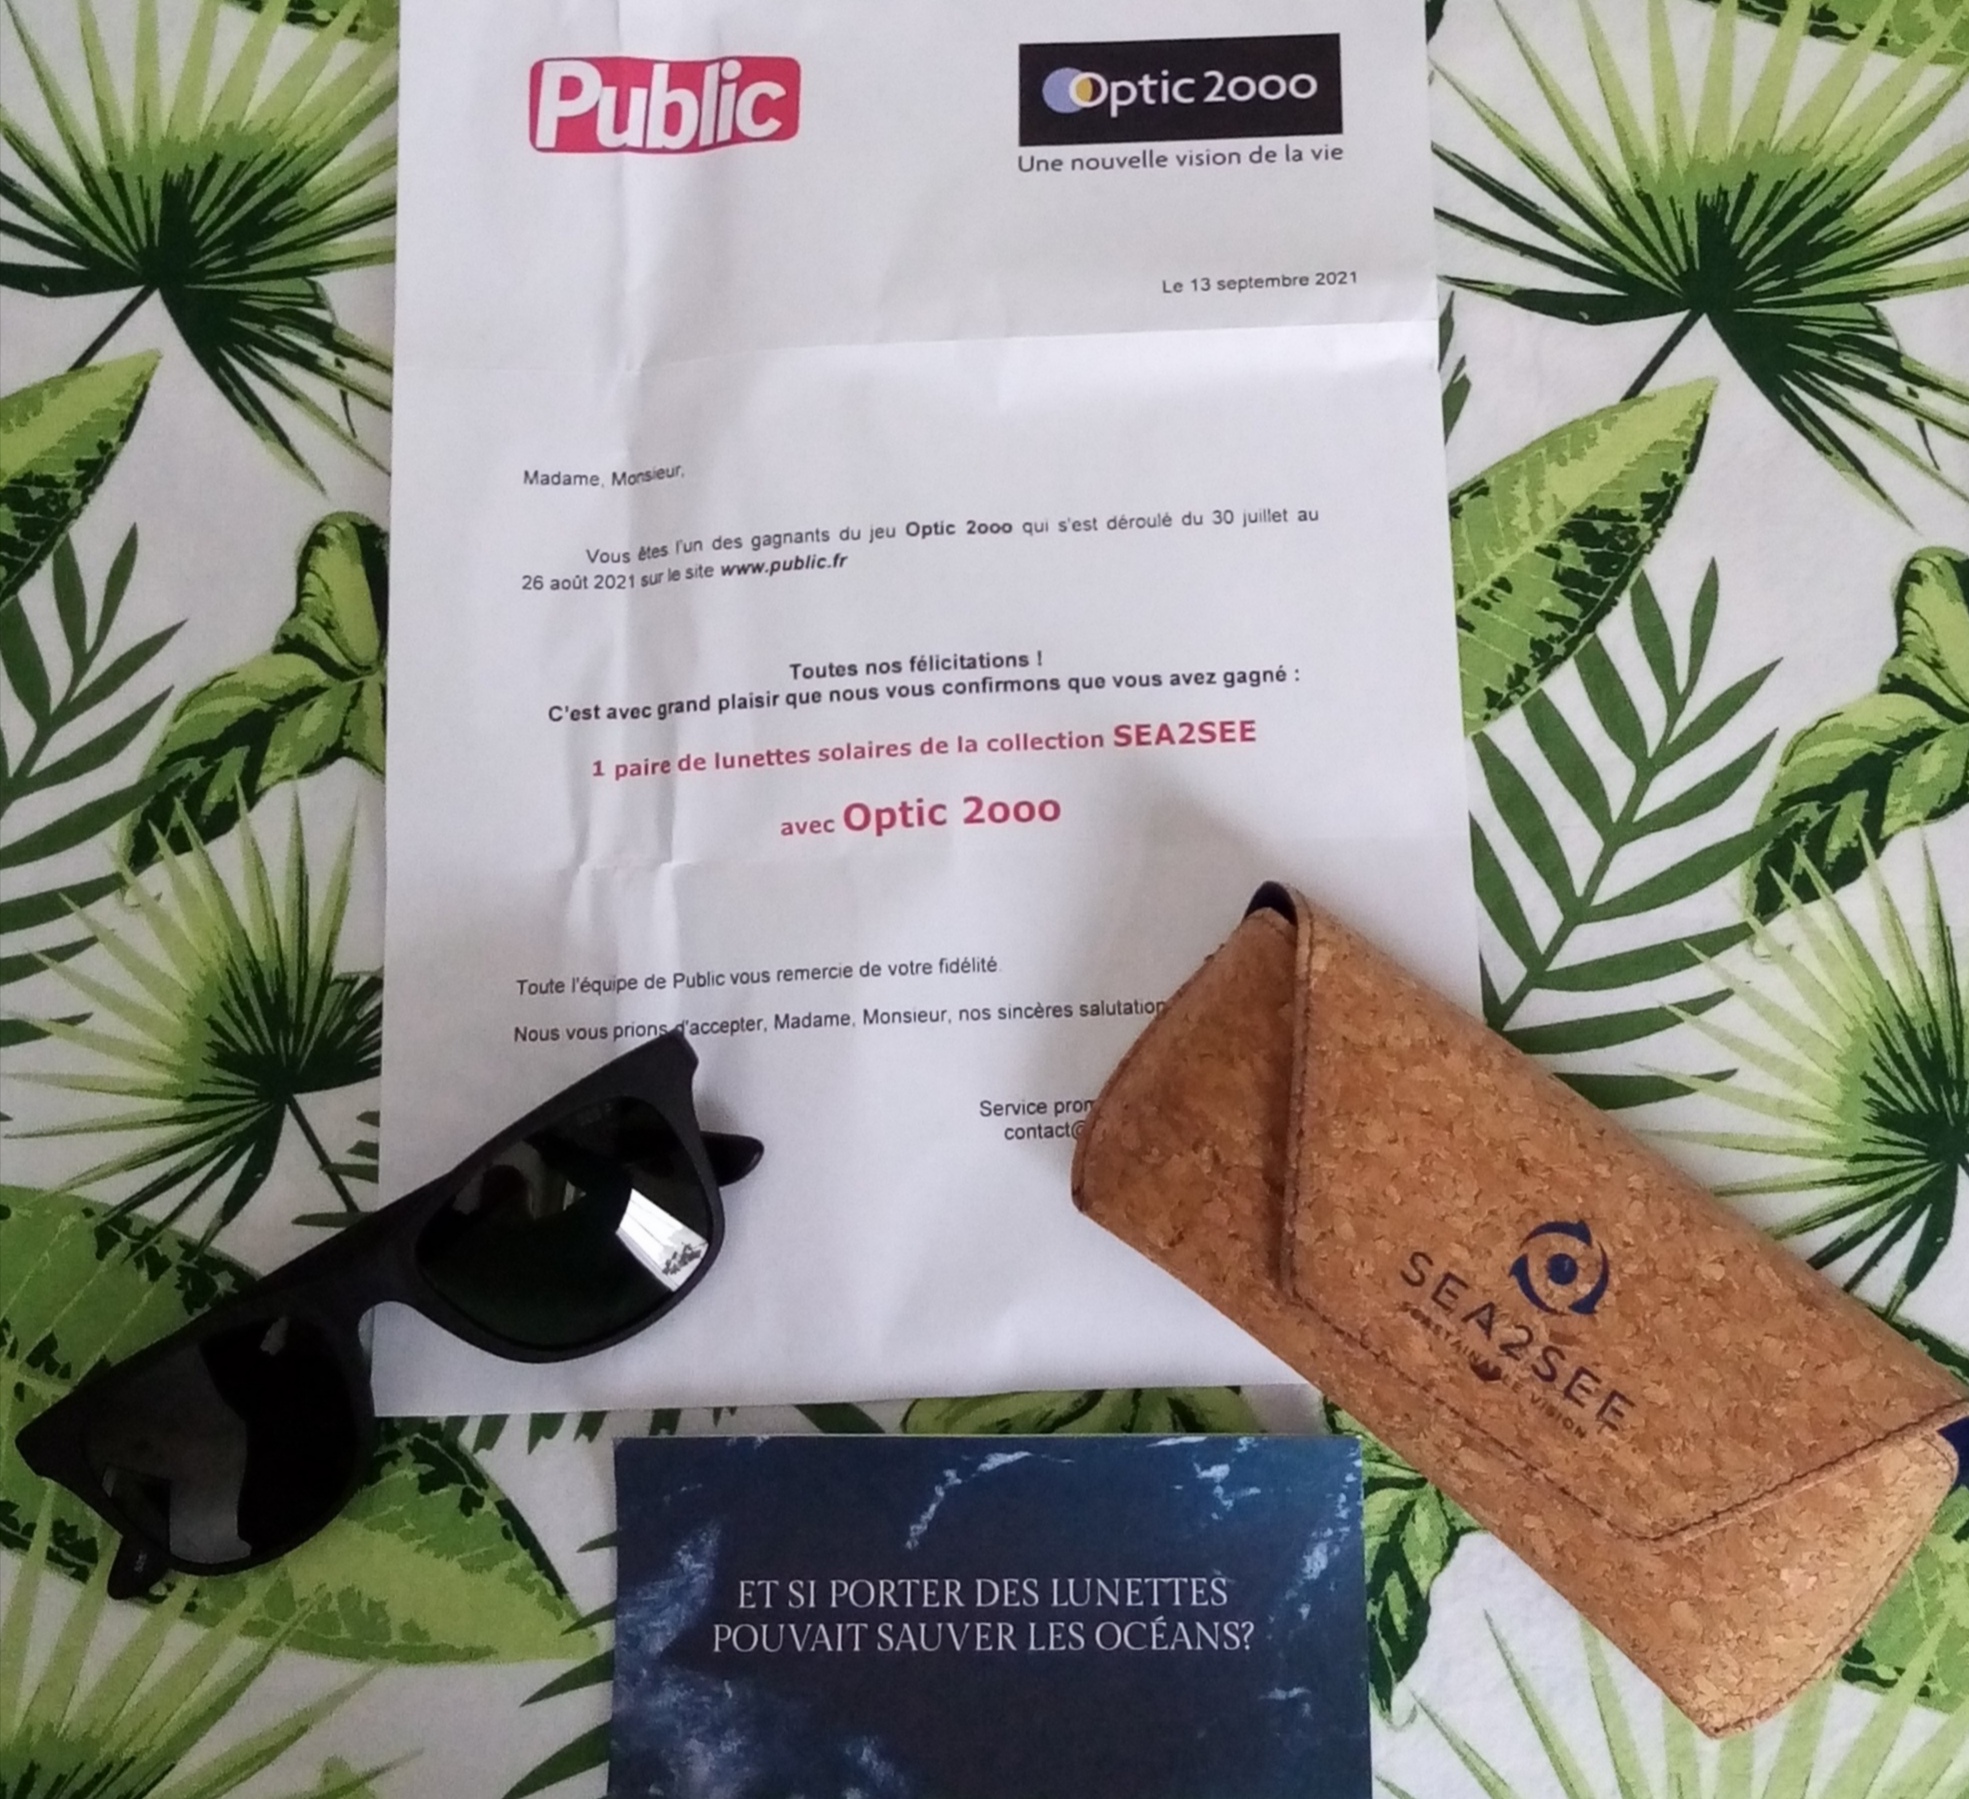 Public
Optic 2ooo
Une nouvelle vision de la vie
Le 13 septembre 2021
Madame, Monsieur,
Vous êtes l'un des gagnants du jeu Optic 2ooo qui s'est déroulé du 30 juillet au
26 août 2021 sur le site www.public.fr
Toutes nos félicitations !
C'est avec grand plaisir que nous vous confirmons que vous avez gagné :
1 paire de lunettes solaires de la collection SEA2SEE
avec Optic 2ooo
Toute l'équipe de Public vous remercie de votre fidélité.
Nous vous prions d'accepter, Madame, Monsieur, nos sincères salutation
Service prom
contact@
SEA2SEE
SUSTAINABLE VISION
ET SI PORTER DES LUNETTES
POUVAIT SAUVER LES OCÉANS?